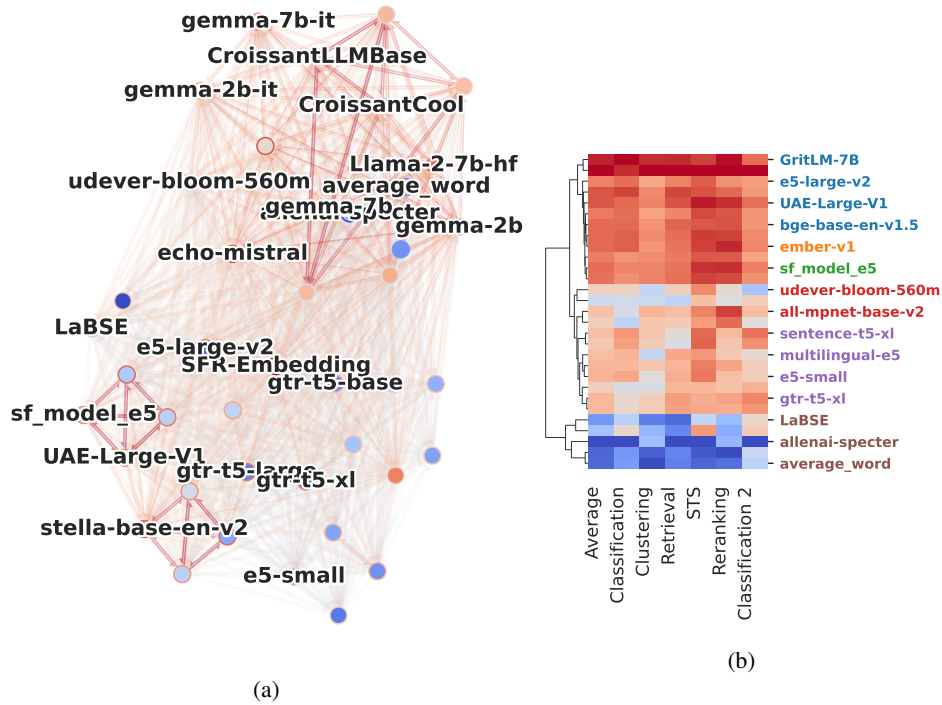 gemma-7b-it
CroissantLLMBase
gemma-2b-it
CroissantCool
Llama-2-7b-hf
udever-bloom-560m
average_word
gemma-7b
gemma-2b
echo-mistral
LaBSE
e5-large-v2
SFR-Embedding
gtr-t5-base
sf_model_e5
UAE-Large-V1
gtr-t5-large
gtr-t5-xl
stella-base-en-v2
e5-small
(a)
GritLM-7B
e5-large-v2
UAE-Large-V1
bge-base-en-v1.5
ember-v1
sf_model_e5
udever-bloom-560m
all-mpnet-base-v2
sentence-t5-xl
multilingual-e5
e5-small
gtr-t5-xl
LaBSE
allenai-specter
average_word
Average
Classification
Clustering
Retrieval
STS
Reranking
Classification 2
(b)